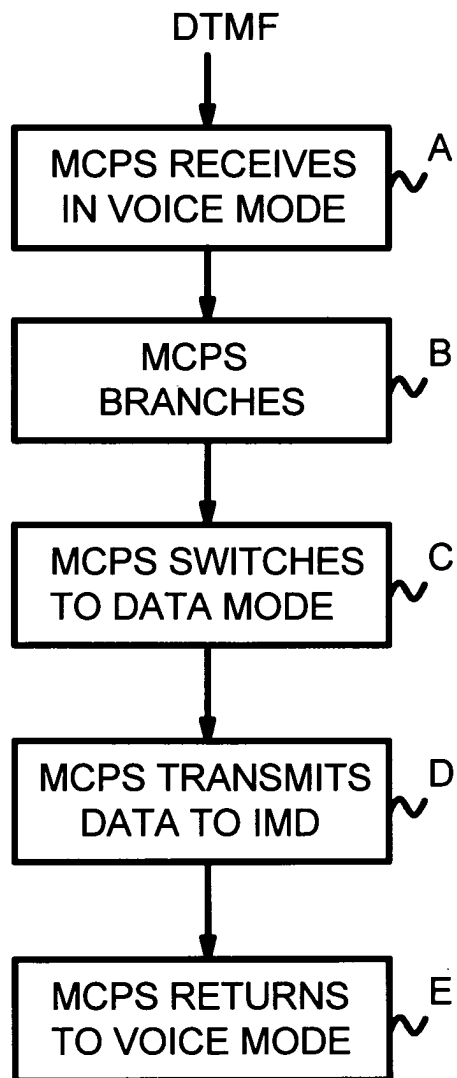 DTMF
MCPS RECEIVES
IN VOICE MODE
A
MCPS
BRANCHES
B
MCPS SWITCHES
TO DATA MODE
C
MCPS TRANSMITS
DATA TO IMD
D
MCPS RETURNS
TO VOICE MODE
E